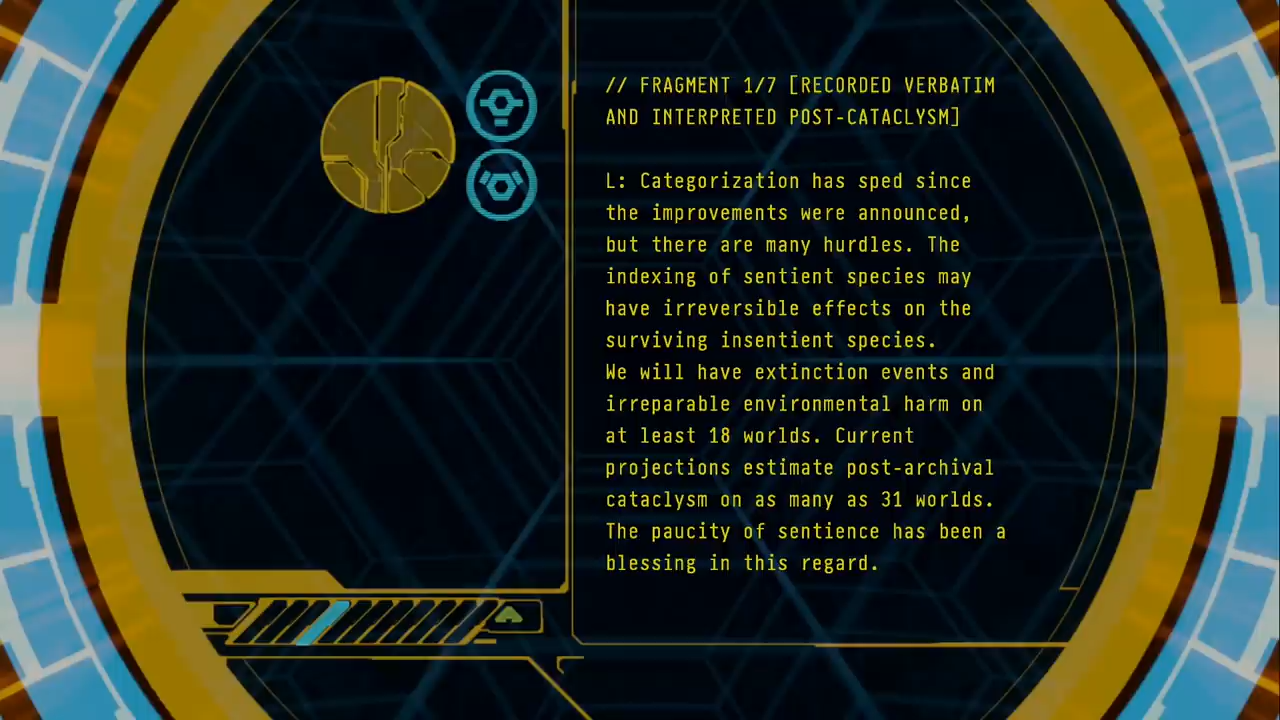 // FRAGMENT 1/7 [RECORDED VERBATIM
AND INTERPRETED POST-CATACLYSM]
L: Categorization has sped since
the improvements were announced,
but there are many hurdles. The
indexing of sentient species may
have irreversible effects on the
surviving insentient species.
We will have extinction events and
irreparable environmental harm on
at least 18 worlds. Current
projections estimate post-archival
cataclysm on as many as 31 worlds.
The paucity of sentience has been a
blessing in this regard.